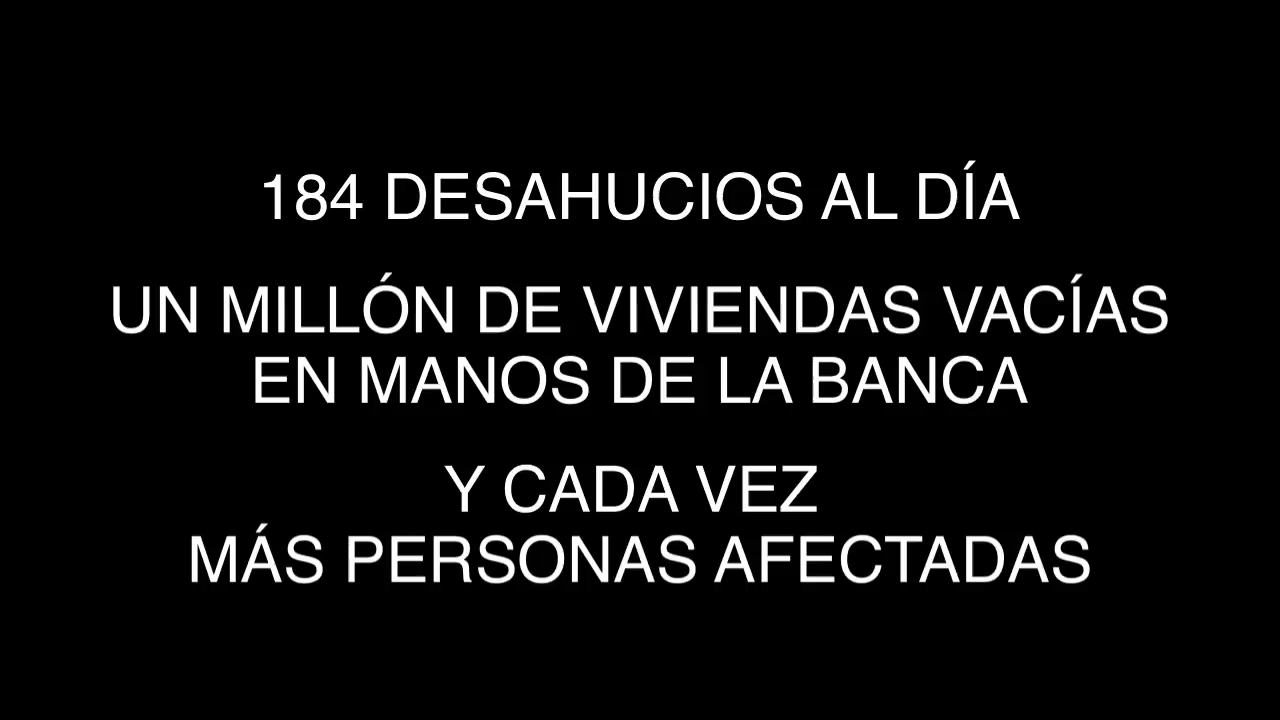 184 DESAHUCIOS AL DÍA
UN MILLÓN DE VIVIENDAS VACÍAS
EN MANOS DE LA BANCA
Y CADA VEZ
MÁS PERSONAS AFECTADAS